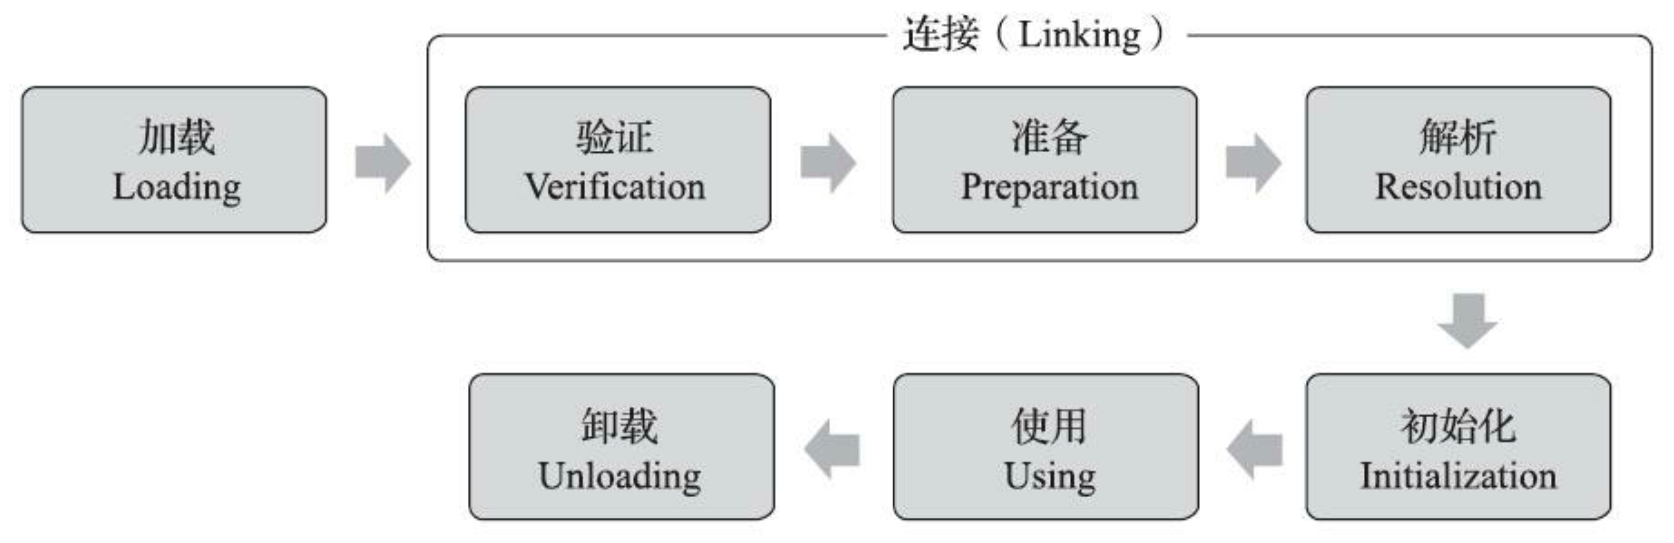 连接（Linking）
加载
Loading
验证
Verification
准备
Preparation
解析
Resolution
初始化
Initialization
使用
Using
卸载
Unloading